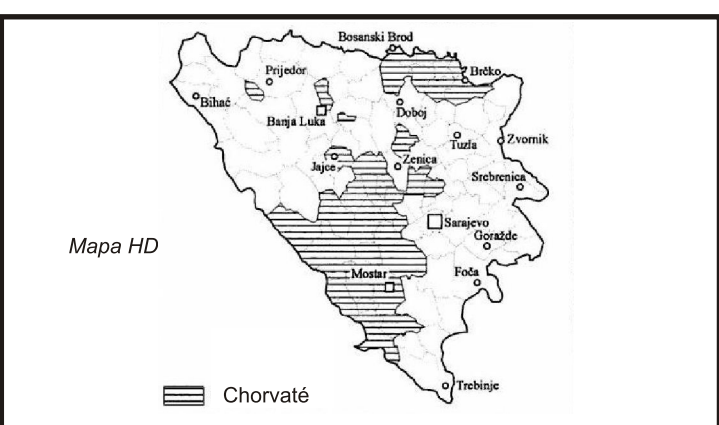 Bosanski Brod
Prijedor
Brčko
Bihać
Doboj
Banja Luka
Tuzla
Zvornik
Jajce
Zenica
Srebrenica
Sarajevo
Mapa HD
Goražde
Mostar
Foča
Trebinje
Chorvaté